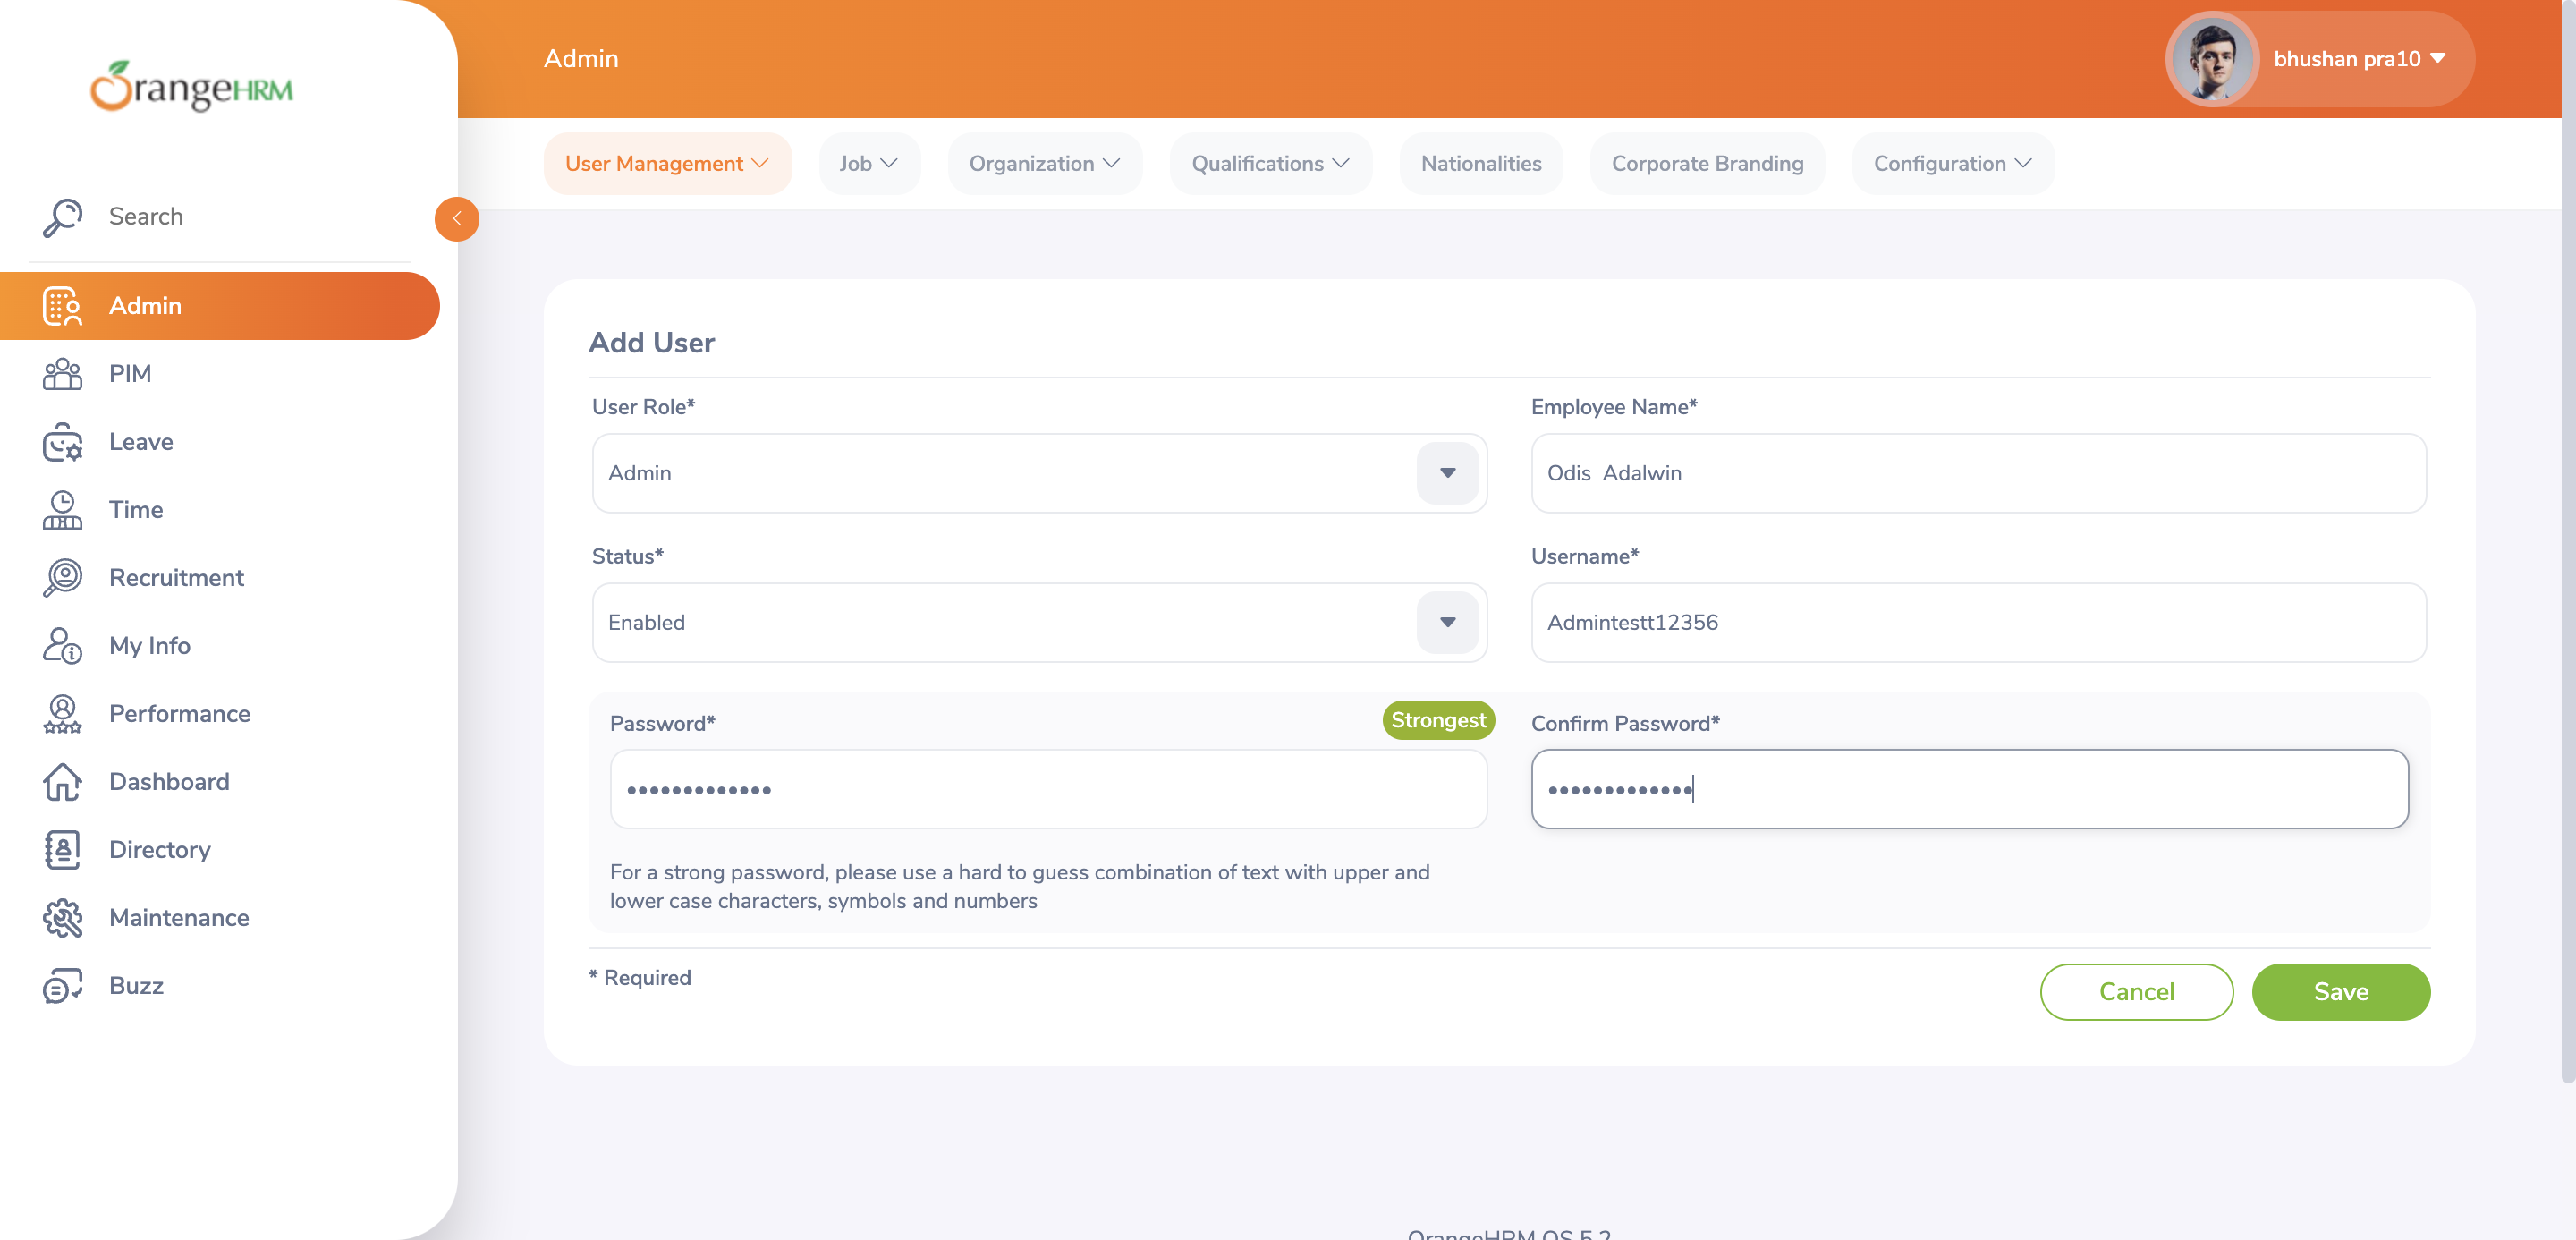 OrangeHRM
Search
Admin
PIM
Leave
Time
Recruitment
My Info
Performance
Dashboard
Directory
Maintenance
Buzz
Admin
bhushan pra10
User Management
Job
Organization
Qualifications
Nationalities
Corporate Branding
Configuration
Add User
User Role*
Admin
Employee Name*
Odis  Adalwin
Status*
Enabled
Username*
Admintestt12356
Password*
Strongest
•••••••••••••
Confirm Password*
•••••••••••••
For a strong password, please use a hard to guess combination of text with upper and
lower case characters, symbols and numbers
* Required
Cancel
Save
OrangeHRM OS 5.2